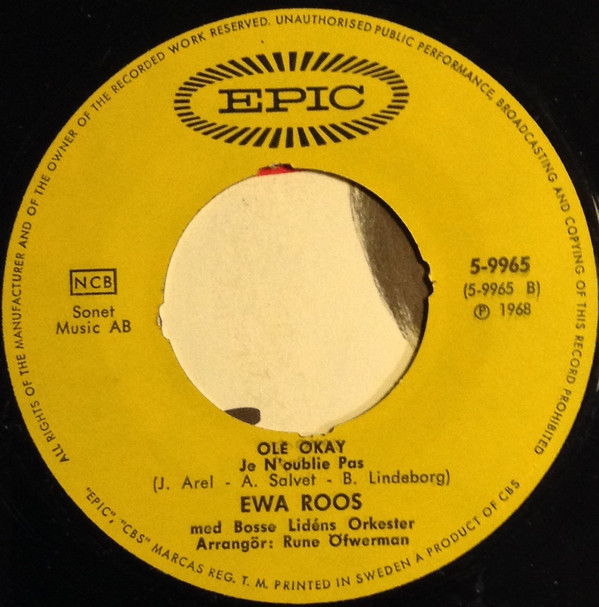 ALL RIGHTS OF THE MANUFACTURER AND OF THE OWNER OF THE RECORDED WORK RESERVED. UNAUTHORISED PUBLIC PERFORMANCE, BROADCASTING AND COPYING OF THIS RECORD PROHIBITED
EPIC
NCB
Sonet
Music AB
5-9965
(5-9965 B)
℗ 1968
OLÉ OKAY
Je N'oublie Pas
(J. Arel - A. Salvet - B. Lindeborg)
EWA ROOS
med Bosse Lidéns Orkester
Arrangör: Rune Öfwerman
"EPIC", "CBS" MARCAS REG. T. M. PRINTED IN SWEDEN A PRODUCT OF CBS